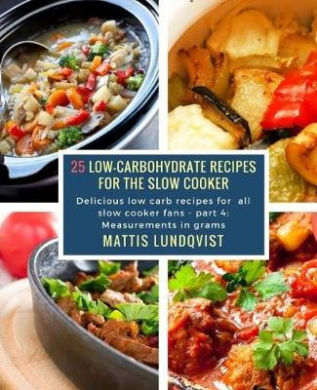 25 LOW-CARBOHYDRATE RECIPES
FOR THE SLOW COOKER
Delicious low carb recipes for all
slow cooker fans - part 4:
Measurements in grams
MATTIS LUNDQVIST